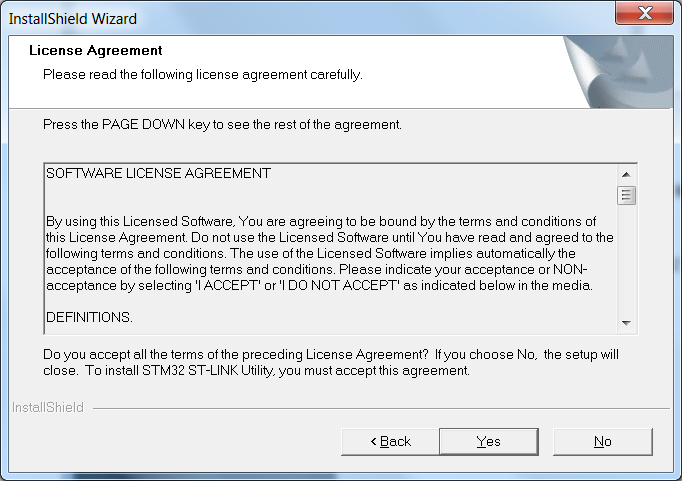 InstallShield Wizard
License Agreement
Please read the following license agreement carefully.
Press the PAGE DOWN key to see the rest of the agreement.
SOFTWARE LICENSE AGREEMENT
By using this Licensed Software, You are agreeing to be bound by the terms and conditions of
this License Agreement. Do not use the Licensed Software until You have read and agreed to the
following terms and conditions. The use of the Licensed Software implies automatically the
acceptance of the following terms and conditions. Please indicate your acceptance or NON-
acceptance by selecting 'I ACCEPT' or 'I DO NOT ACCEPT' as indicated below in the media.
DEFINITIONS.
Do you accept all the terms of the preceding License Agreement? If you choose No, the setup will
close. To install STM32 ST-LINK Utility, you must accept this agreement.
InstallShield
< Back Yes No